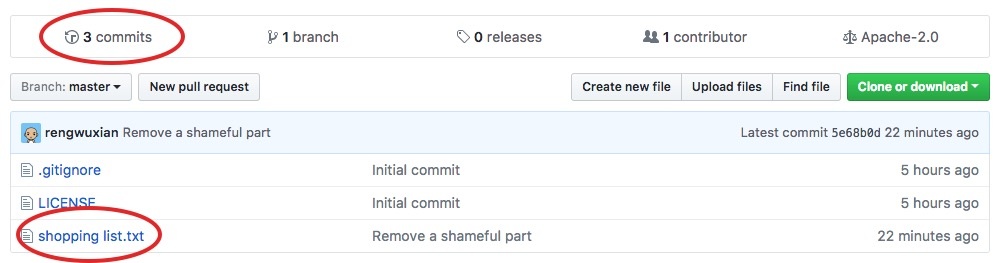 3 commits 1 branch 0 releases 1 contributor Apache-2.0
Branch: master New pull request Create new file Upload files Find file Clone or download
rengwuxian Remove a shameful part Latest commit 5e68b0d 22 minutes ago
.gitignore Initial commit 5 hours ago
LICENSE Initial commit 5 hours ago
shopping list.txt Remove a shameful part 22 minutes ago